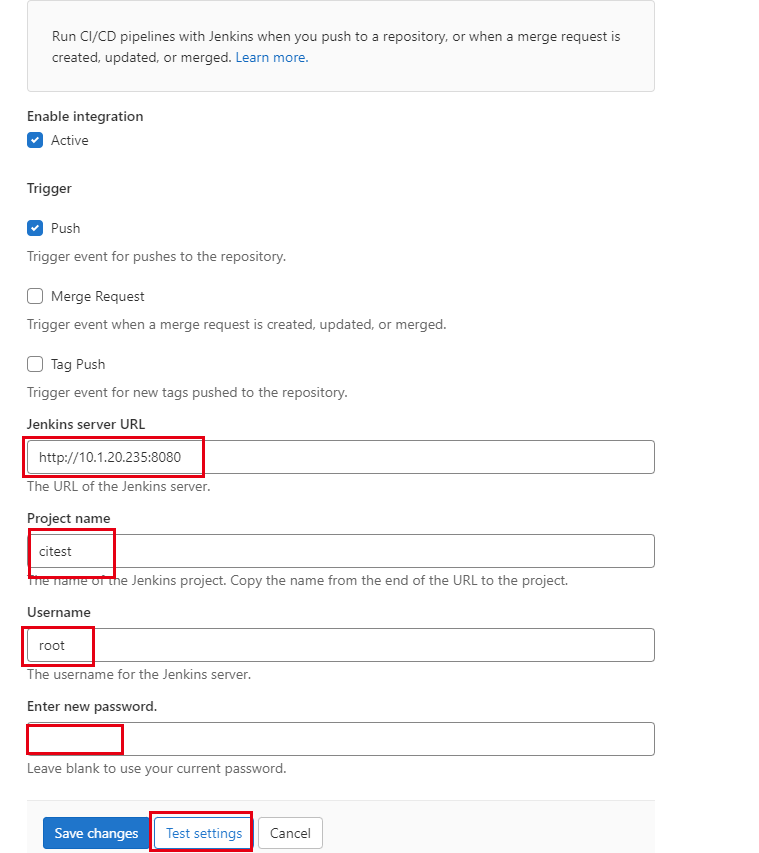 Run CI/CD pipelines with Jenkins when you push to a repository, or when a merge request is
created, updated, or merged. Learn more.
Enable integration
Active
Trigger
Push
Trigger event for pushes to the repository.
Merge Request
Trigger event when a merge request is created, updated, or merged.
Tag Push
Trigger event for new tags pushed to the repository.
Jenkins server URL
http://10.1.20.235:8080
The URL of the Jenkins server.
Project name
citest
The name of the Jenkins project. Copy the name from the end of the URL to the project.
Username
root
The username for the Jenkins server.
Enter new password.
Leave blank to use your current password.
Save changes Test settings Cancel